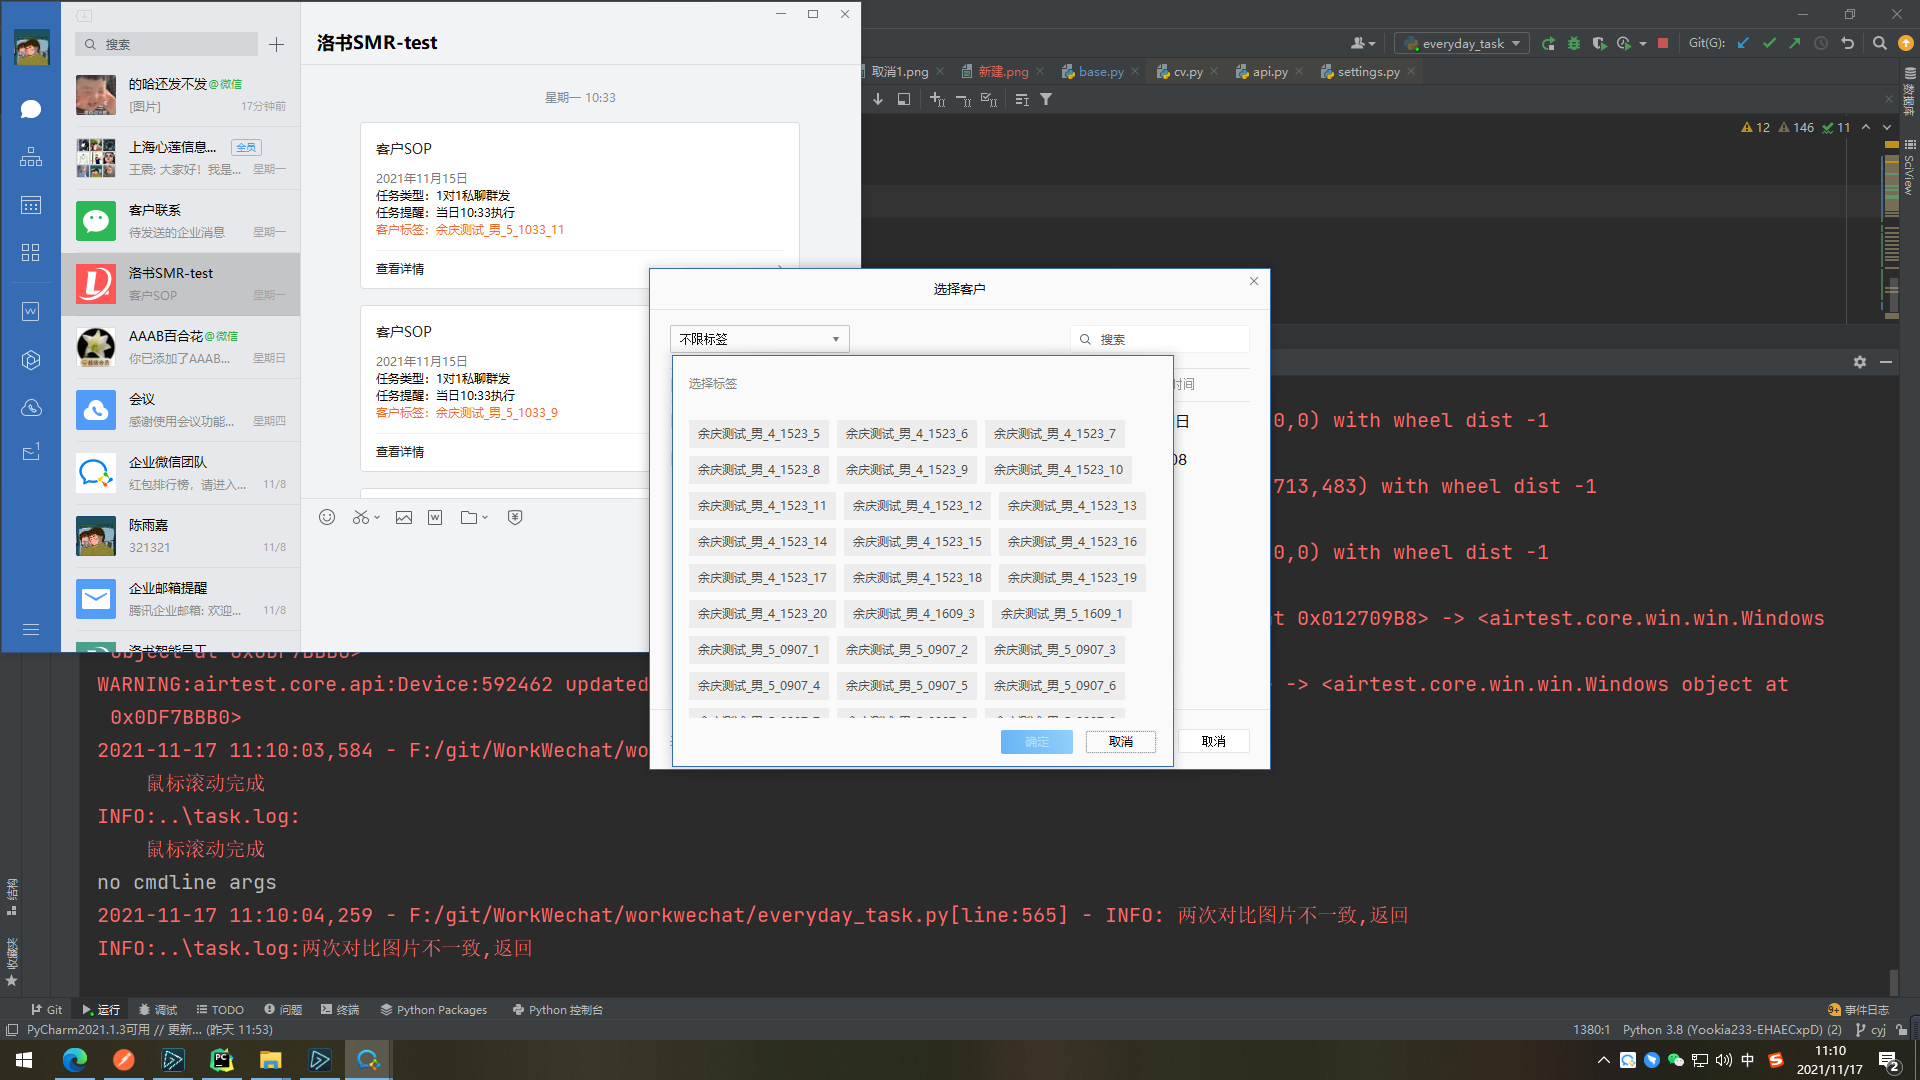 搜索
的哈还发不发@微信
[图片]
17分钟前
上海心莲信息...
全员
王震: 大家好！我是...
星期一
客户联系
待发送的企业消息
星期一
洛书SMR-test
客户SOP
星期一
AAAB百合花@微信
你已添加了AAAB...
星期日
会议
感谢使用会议功能...
星期四
企业微信团队
红包排行榜，请进入...
11/8
陈雨嘉
321321
11/8
企业邮箱提醒
腾讯企业邮箱: 欢迎...
11/8
洛书智能员工
洛书SMR-test
星期一 10:33
客户SOP
2021年11月15日
任务类型：1对1私聊群发
任务提醒：当日10:33执行
客户标签：余庆测试_男_5_1033_11
查看详情
客户SOP
2021年11月15日
任务类型：1对1私聊群发
任务提醒：当日10:33执行
客户标签：余庆测试_男_5_1033_9
查看详情
选择客户
不限标签
搜索
时间
日
08
选择标签
余庆测试_男_4_1523_5 余庆测试_男_4_1523_6 余庆测试_男_4_1523_7
余庆测试_男_4_1523_8 余庆测试_男_4_1523_9 余庆测试_男_4_1523_10
余庆测试_男_4_1523_11 余庆测试_男_4_1523_12 余庆测试_男_4_1523_13
余庆测试_男_4_1523_14 余庆测试_男_4_1523_15 余庆测试_男_4_1523_16
余庆测试_男_4_1523_17 余庆测试_男_4_1523_18 余庆测试_男_4_1523_19
余庆测试_男_4_1523_20 余庆测试_男_4_1609_3 余庆测试_男_5_1609_1
余庆测试_男_5_0907_1 余庆测试_男_5_0907_2 余庆测试_男_5_0907_3
余庆测试_男_5_0907_4 余庆测试_男_5_0907_5 余庆测试_男_5_0907_6
确定 取消
取消
everyday_task
Git(G):
取消1.png 新建.png base.py cv.py api.py settings.py
12 146 11
数据库
SciView
0,0) with wheel dist -1
713,483) with wheel dist -1
0,0) with wheel dist -1
t 0x012709B8> -> <airtest.core.win.win.Windows
object at 0x0DF7BBB0>
WARNING:airtest.core.api:Device:592462 updated
-> <airtest.core.win.win.Windows object at
0x0DF7BBB0>
2021-11-17 11:10:03,584 - F:/git/WorkWechat/wo
鼠标滚动完成
INFO:..\task.log:
鼠标滚动完成
no cmdline args
2021-11-17 11:10:04,259 - F:/git/WorkWechat/workwechat/everyday_task.py[line:565] - INFO: 两次对比图片不一致,返回
INFO:..\task.log:两次对比图片不一致,返回
结构
收藏夹
Git 运行 调试 TODO 问题 终端 Python Packages Python 控制台
9+ 事件日志
PyCharm2021.1.3可用 // 更新... (昨天 11:53)
1380:1 Python 3.8 (Yookia233-EHAECxpD) (2) cyj
中
11:10
2021/11/17
2